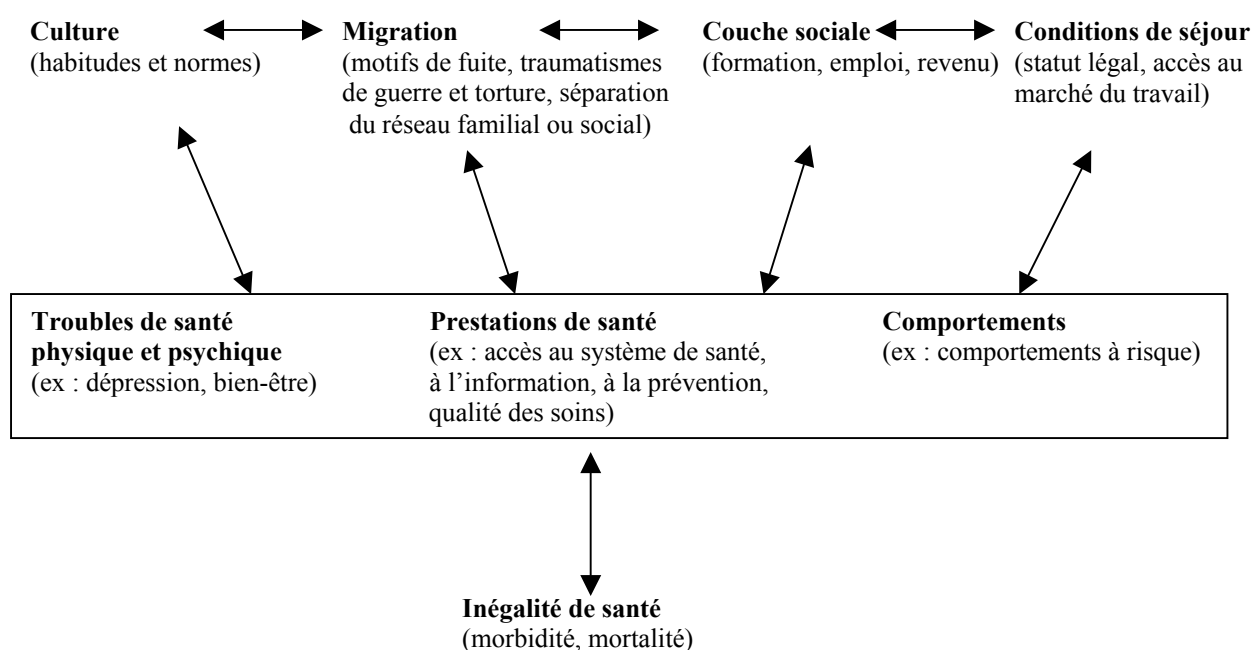 Culture
(habitudes et normes)
Migration
(motifs de fuite, traumatismes
de guerre et torture, séparation
du réseau familial ou social)
Couche sociale
(formation, emploi, revenu)
Conditions de séjour
(statut légal, accès au
marché du travail)
Troubles de santé
physique et psychique
(ex : dépression, bien-être)
Prestations de santé
(ex : accès au système de santé,
à l’information, à la prévention,
qualité des soins)
Comportements
(ex : comportements à risque)
Inégalité de santé
(morbidité, mortalité)